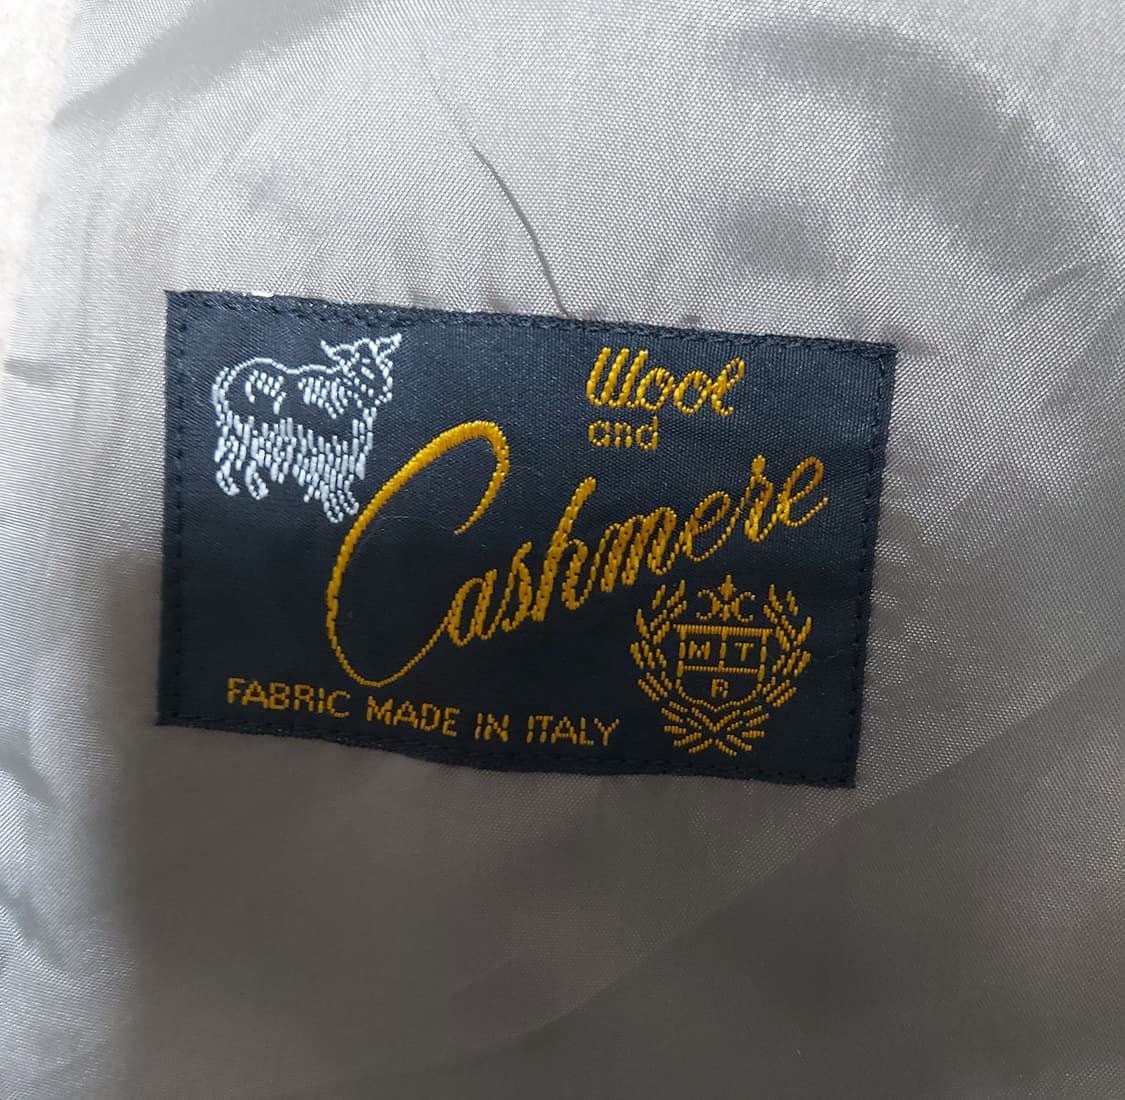 Wool
and
Cashmere
FABRIC MADE IN ITALY